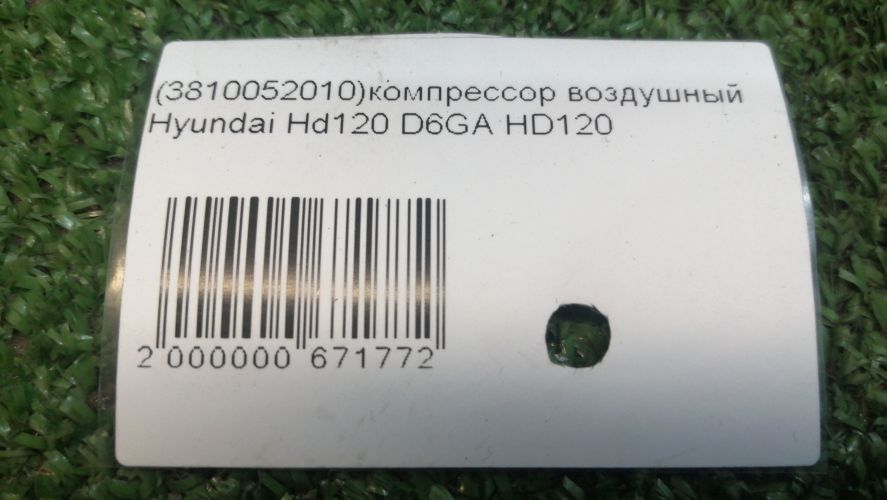 (3810052010)компрессор воздушный
Hyundai Hd120 D6GA HD120
2 000000 671772